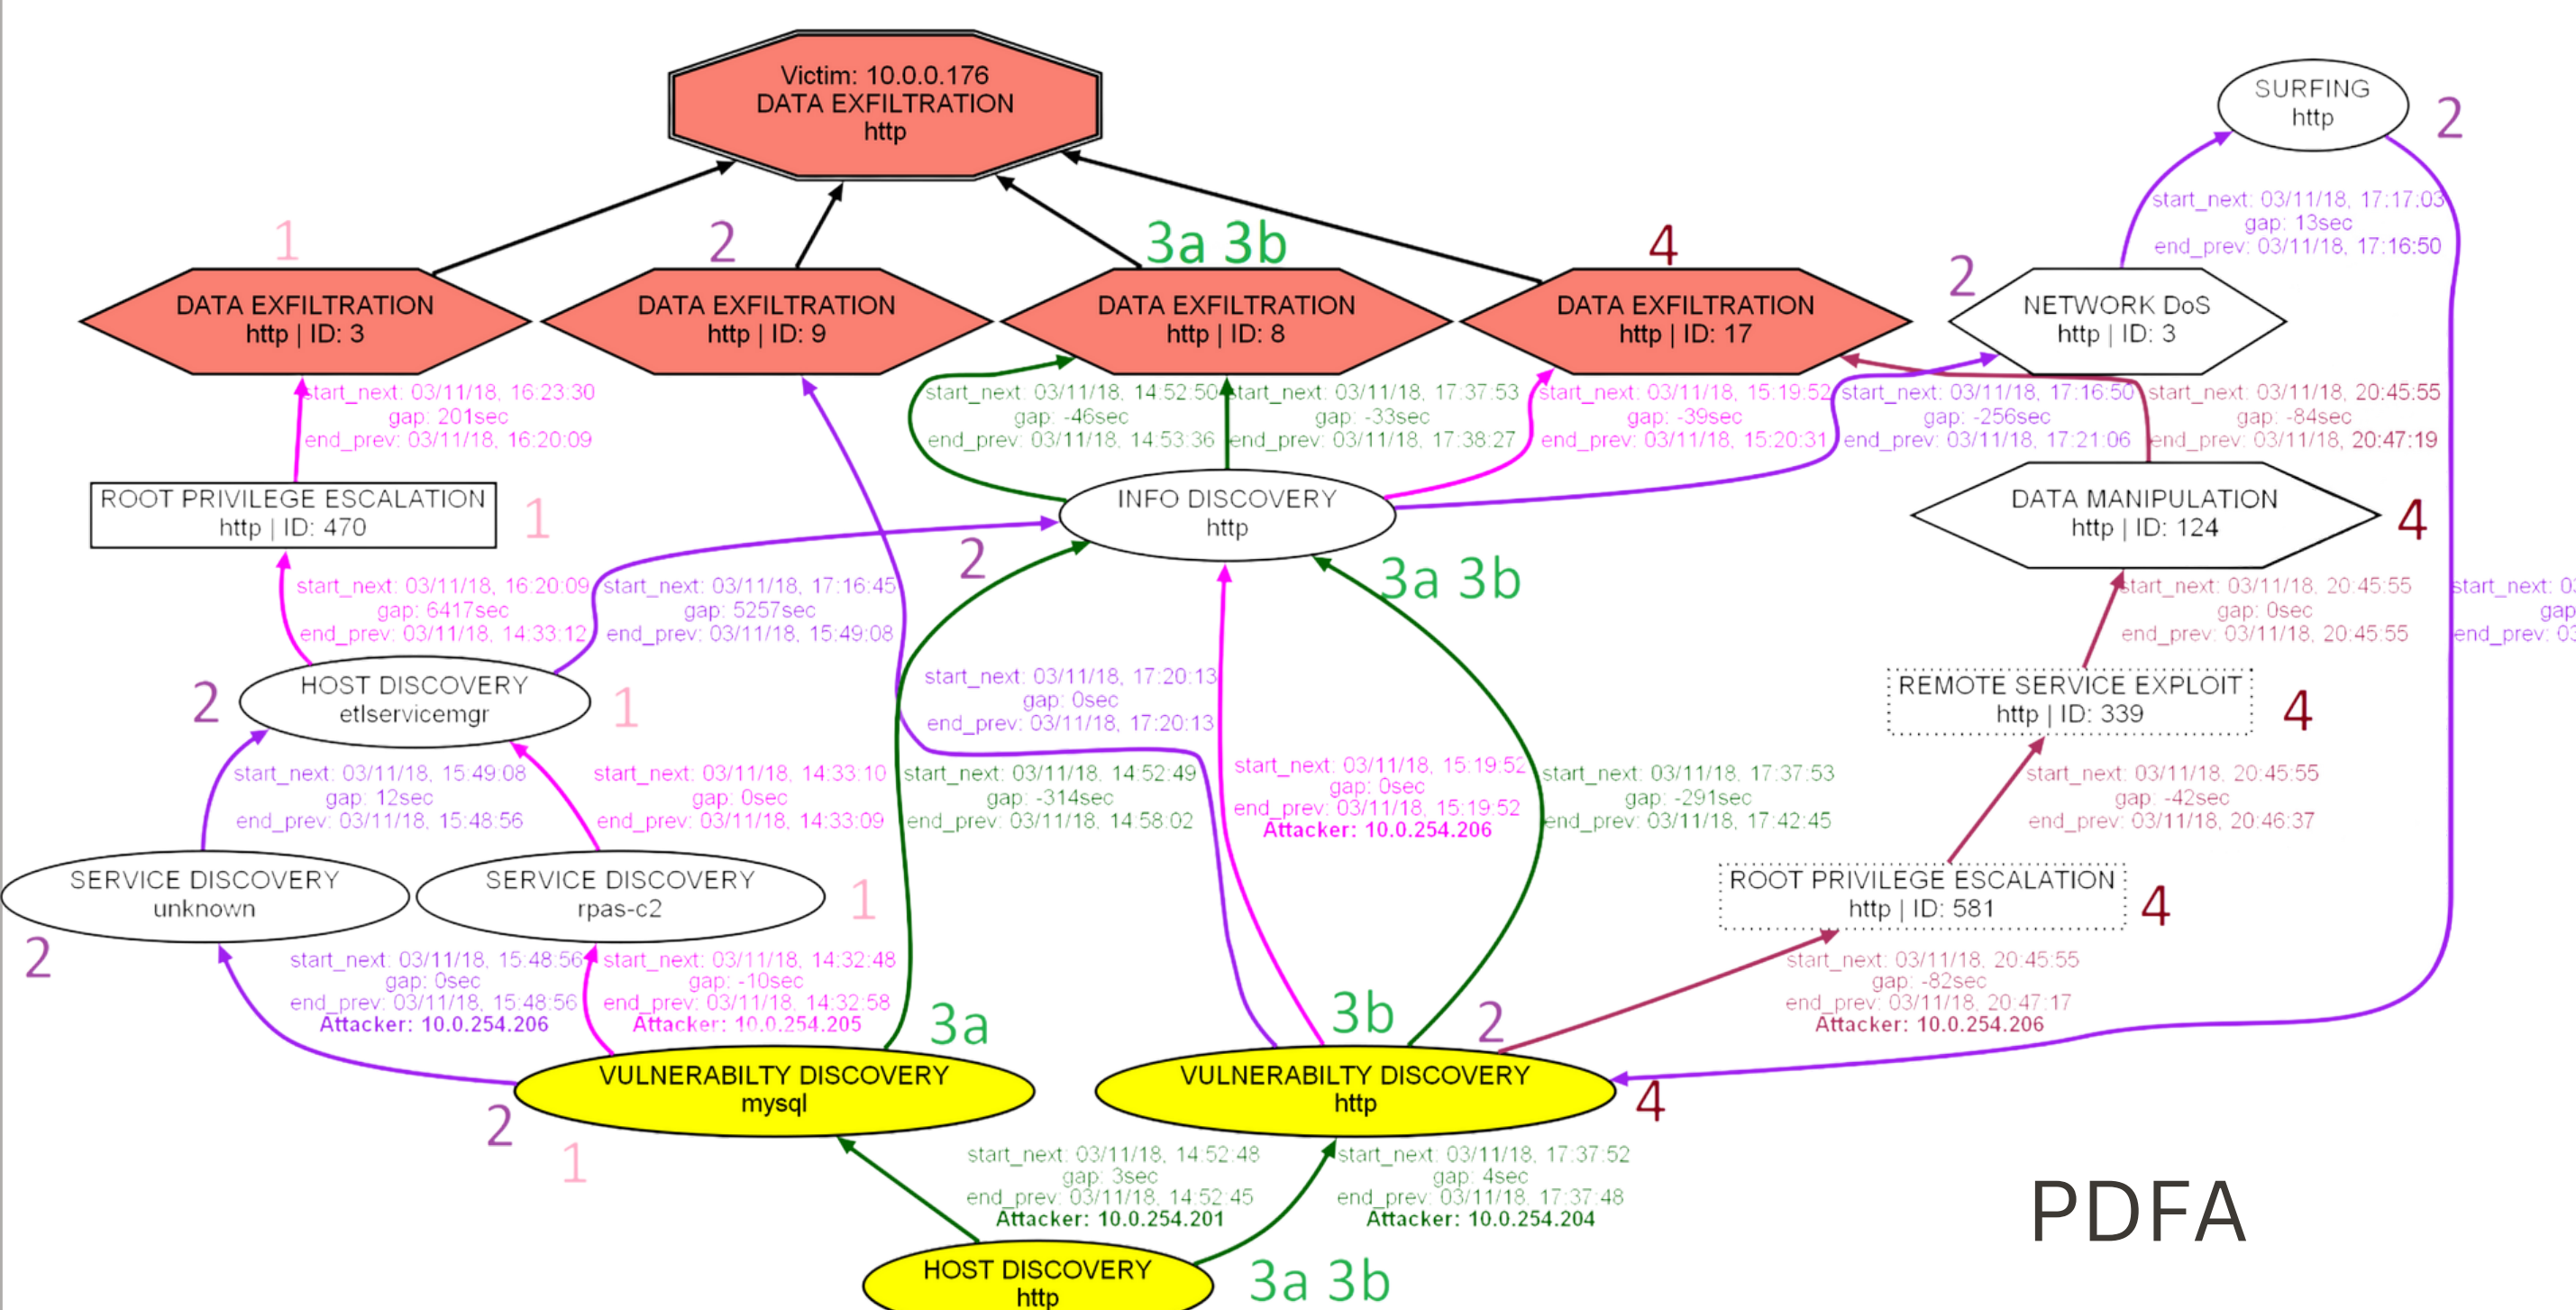 Victim: 10.0.0.176
DATA EXFILTRATION
http
SURFING
http
2
start_next: 03/11/18, 17:17:03
gap: 13sec
end_prev: 03/11/18, 17:16:50
1
2
3a 3b
4
2
DATA EXFILTRATION
http | ID: 3
DATA EXFILTRATION
http | ID: 9
DATA EXFILTRATION
http | ID: 8
DATA EXFILTRATION
http | ID: 17
NETWORK DoS
http | ID: 3
start_next: 03/11/18, 16:23:30
gap: 201sec
end_prev: 03/11/18, 16:20:09
start_next: 03/11/18, 14:52:50
gap: -46sec
end_prev: 03/11/18, 14:53:36
start_next: 03/11/18, 17:37:53
gap: -33sec
end_prev: 03/11/18, 17:38:27
start_next: 03/11/18, 15:19:52
gap: -39sec
end_prev: 03/11/18, 15:20:31
start_next: 03/11/18, 17:16:50
gap: -256sec
end_prev: 03/11/18, 17:21:06
start_next: 03/11/18, 20:45:55
gap: -84sec
end_prev: 03/11/18, 20:47:19
ROOT PRIVILEGE ESCALATION
http | ID: 470
1
INFO DISCOVERY
http
2
3a 3b
DATA MANIPULATION
http | ID: 124
4
start_next: 03/11/18, 16:20:09
gap: 6417sec
end_prev: 03/11/18, 14:33:12
start_next: 03/11/18, 17:16:45
gap: 5257sec
end_prev: 03/11/18, 15:49:08
start_next: 03/11/18, 20:45:55
gap: 0sec
end_prev: 03/11/18, 20:45:55
start_next:
gap
end_prev:
2
HOST DISCOVERY
etlservicemgr
1
start_next: 03/11/18, 17:20:13
gap: 0sec
end_prev: 03/11/18, 17:20:13
REMOTE SERVICE EXPLOIT
http | ID: 339
4
start_next: 03/11/18, 15:49:08
gap: 12sec
end_prev: 03/11/18, 15:48:56
start_next: 03/11/18, 14:33:10
gap: 0sec
end_prev: 03/11/18, 14:33:09
start_next: 03/11/18, 14:52:49
gap: -314sec
end_prev: 03/11/18, 14:58:02
start_next: 03/11/18, 15:19:52
gap: 0sec
end_prev: 03/11/18, 15:19:52
Attacker: 10.0.254.206
start_next: 03/11/18, 17:37:53
gap: -291sec
end_prev: 03/11/18, 17:42:45
start_next: 03/11/18, 20:45:55
gap: -42sec
end_prev: 03/11/18, 20:46:37
SERVICE DISCOVERY
unknown
2
SERVICE DISCOVERY
rpas-c2
1
ROOT PRIVILEGE ESCALATION
http | ID: 581
4
start_next: 03/11/18, 15:48:56
gap: 0sec
end_prev: 03/11/18, 15:48:56
Attacker: 10.0.254.206
start_next: 03/11/18, 14:32:48
gap: -10sec
end_prev: 03/11/18, 14:32:58
Attacker: 10.0.254.205
start_next: 03/11/18, 20:45:55
gap: -82sec
end_prev: 03/11/18, 20:47:17
Attacker: 10.0.254.206
3a
3b
2
VULNERABILTY DISCOVERY
mysql
2
1
VULNERABILTY DISCOVERY
http
4
start_next: 03/11/18, 14:52:48
gap: 3sec
end_prev: 03/11/18, 14:52:45
Attacker: 10.0.254.201
start_next: 03/11/18, 17:37:52
gap: 4sec
end_prev: 03/11/18, 17:37:48
Attacker: 10.0.254.204
HOST DISCOVERY
http
3a 3b
PDFA